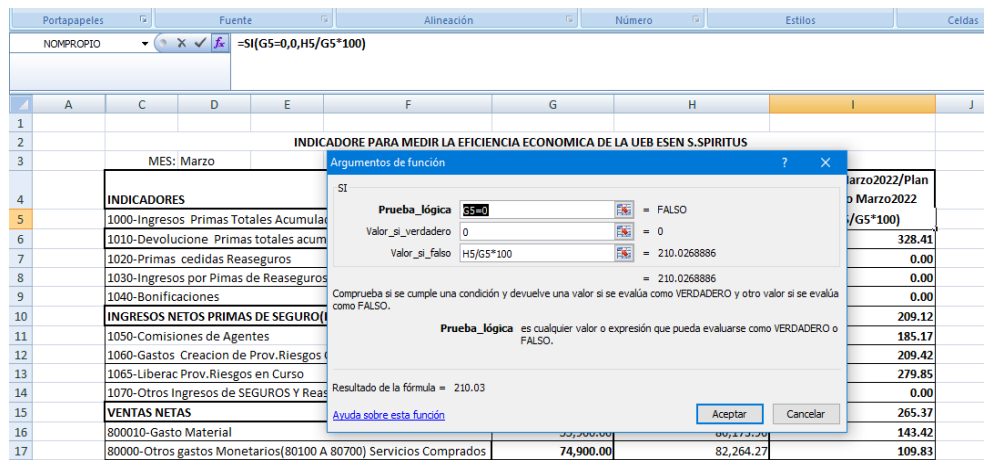 Portapapeles Fuente Alineación Número Estilos Celdas
NOMPROPIO fx =SI(G5=0,0,H5/G5*100)
A C D E F G H I J
1
2 INDICADORE PARA MEDIR LA EFICIENCIA ECONOMICA DE LA UEB ESEN S.SPIRITUS
3 MES: Marzo
Argumentos de función ? ×
SI
Prueba_lógica G5=0 = FALSO
Valor_si_verdadero 0 = 0
Valor_si_falso H5/G5*100 = 210.0268886
= 210.0268886
Comprueba si se cumple una condición y devuelve una valor si se evalúa como VERDADERO y otro valor si se evalúa
como FALSO.
Prueba_lógica es cualquier valor o expresión que pueda evaluarse como VERDADERO o
FALSO.
Resultado de la fórmula = 210.03
Ayuda sobre esta función Aceptar Cancelar
arzo2022/Plan
4 INDICADORES o Marzo2022
5 1000-Ingresos Primas Totales Acumulac /G5*100)
6 1010-Devolucione Primas totales acum 328.41
7 1020-Primas cedidas Reaseguros 0.00
8 1030-Ingresos por Pimas de Reaseguros 0.00
9 1040-Bonificaciones 0.00
10 INGRESOS NETOS PRIMAS DE SEGURO( 209.12
11 1050-Comisiones de Agentes 185.17
12 1060-Gastos Creacion de Prov.Riesgos 209.42
13 1065-Liberac Prov.Riesgos en Curso 279.85
14 1070-Otros Ingresos de SEGUROS Y Reas 0.00
15 VENTAS NETAS 265.37
16 800010-Gasto Material 143.42
17 80000-Otros gastos Monetarios(80100 A 80700) Servicios Comprados 74,900.00 82,264.27 109.83